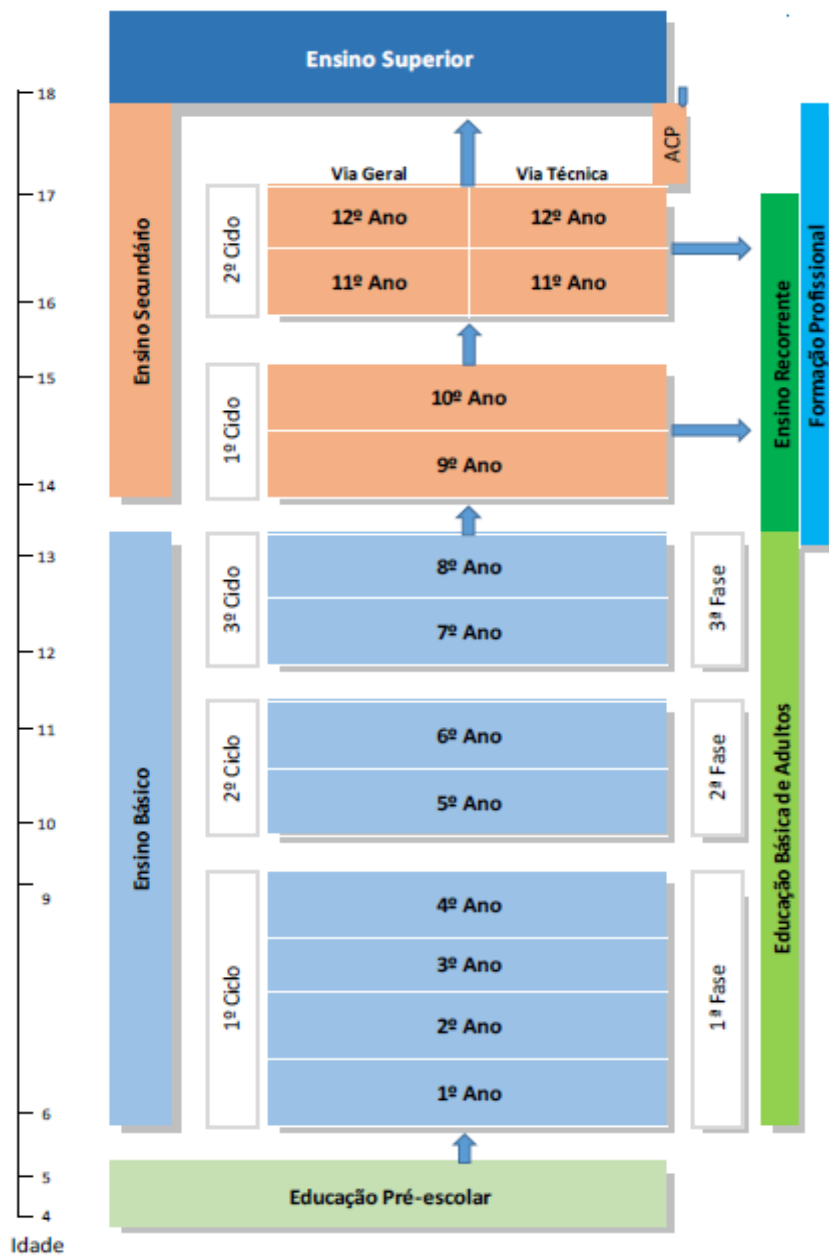 Ensino Superior
18
ACP
Via Geral
Via Técnica
17
12º Ano
12º Ano
2º Ciclo
11º Ano
11º Ano
16
Ensino Secundário
Ensino Recorrente
Formação Profissional
15
10º Ano
1º Ciclo
9º Ano
14
13
8º Ano
3º Ciclo
3ª Fase
7º Ano
12
11
6º Ano
2º Ciclo
2ª Fase
5º Ano
10
Ensino Básico
Educação Básica de Adultos
9
4º Ano
3º Ano
1º Ciclo
1ª Fase
2º Ano
1º Ano
6
5
Educação Pré-escolar
4
Idade